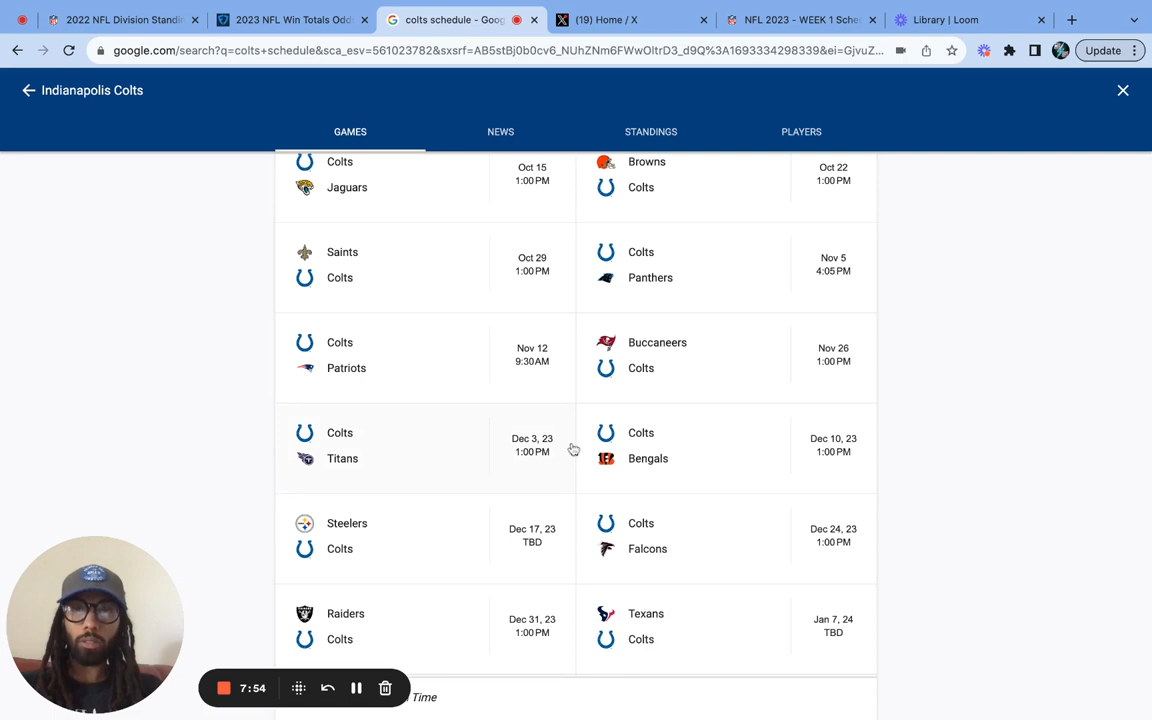 2022 NFL Division Standi
2023 NFL Win Totals Odd
colts schedule - Goog
(19) Home / X
NFL 2023 - WEEK 1 Sche
Library | Loom
google.com/search?q=colts+schedule&sca_esv=561023782&sxsrf=AB5stBj0b0cv6_NUhZNm6FWwOltrD3_d9Q%3A1693334298339&ei=GjvuZ...
Update
Indianapolis Colts
GAMES
NEWS
STANDINGS
PLAYERS
Colts
Jaguars
Oct 15
1:00 PM
Browns
Colts
Oct 22
1:00 PM
Saints
Colts
Oct 29
1:00 PM
Colts
Panthers
Nov 5
4:05 PM
Colts
Patriots
Nov 12
9:30 AM
Buccaneers
Colts
Nov 26
1:00 PM
Colts
Titans
Dec 3, 23
1:00 PM
Colts
Bengals
Dec 10, 23
1:00 PM
Steelers
Colts
Dec 17, 23
TBD
Colts
Falcons
Dec 24, 23
1:00 PM
Raiders
Colts
Dec 31, 23
1:00 PM
Texans
Colts
Jan 7, 24
TBD
7:54
Time